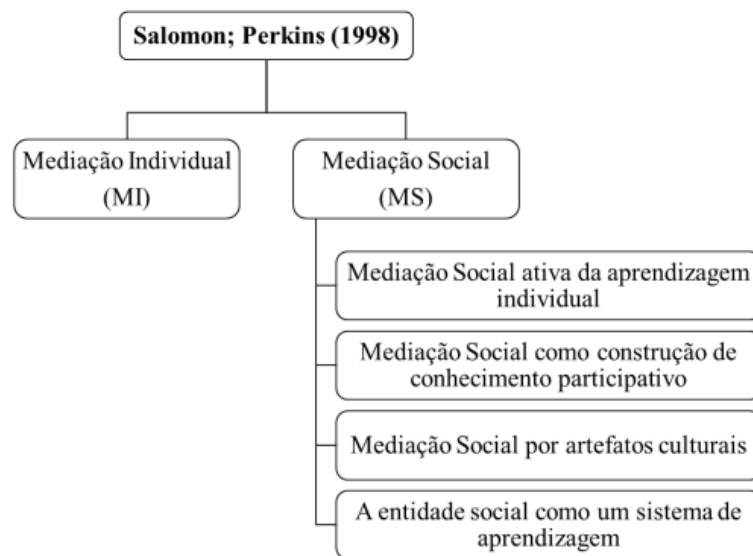 Salomon; Perkins (1998)
Mediação Individual
(MI)
Mediação Social
(MS)
Mediação Social ativa da aprendizagem
individual
Mediação Social como construção de
conhecimento participativo
Mediação Social por artefatos culturais
A entidade social como um sistema de
aprendizagem